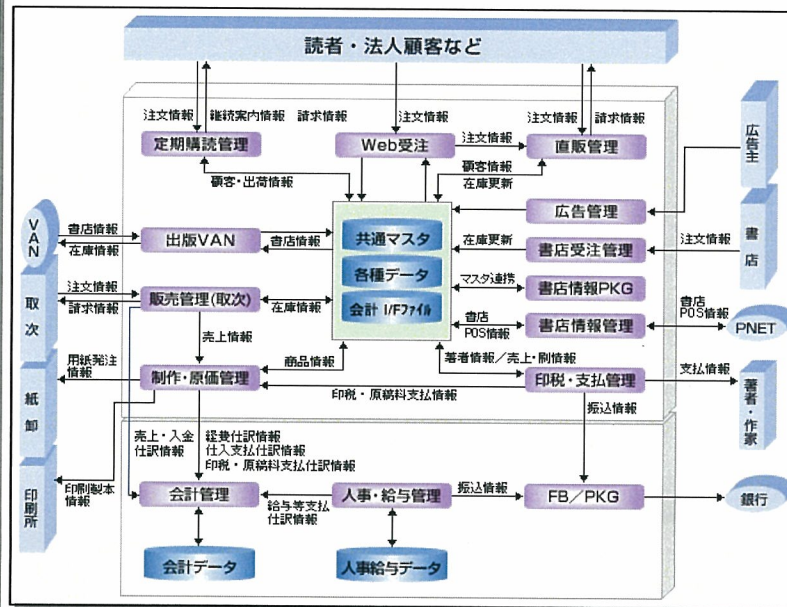 読者・法人顧客など
注文情報
継続案内情報
請求情報
注文情報
注文情報
請求情報
定期購読管理
Web受注
注文情報
直販管理
広告主
顧客・出荷情報
顧客情報
在庫更新
広告管理
VAN
書店情報
在庫情報
出版VAN
書店情報
共通マスタ
在庫更新
書店受注管理
注文情報
書店
各種データ
マスタ連携
書店情報PKG
取次
注文情報
請求情報
販売管理(取次)
在庫情報
会計 I/Fファイル
書店
POS情報
書店情報管理
書店
POS情報
PNET
売上情報
商品情報
著者情報/売上・刷情報
紙卸
用紙発注
情報
制作・原価管理
印税・原稿料支払情報
印税・支払管理
支払情報
著者・作家
振込情報
売上・入金
仕訳情報
経費仕訳情報
仕入支払仕訳情報
印税・原稿料支払仕訳情報
印刷所
印刷製本
情報
会計管理
給与等支払
仕訳情報
人事・給与管理
振込情報
FB/PKG
銀行
会計データ
人事給与データ